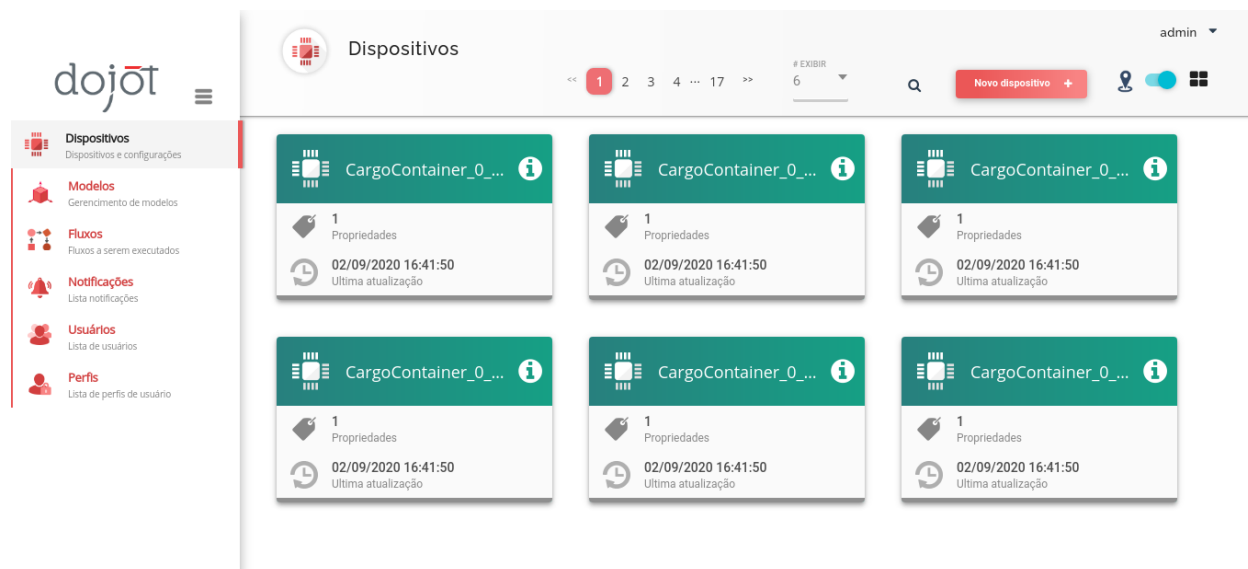 dojōt
Dispositivos
Dispositivos e configurações
Modelos
Gerencimento de modelos
Fluxos
Fluxos a serem executados
Notificações
Lista notificações
Usuários
Lista de usuários
Perfis
Lista de perfis de usuário
Dispositivos
admin
<< 1 2 3 4 ... 17 >>
# EXIBIR
6
Novo dispositivo +
CargoContainer_0_...
1
Propriedades
02/09/2020 16:41:50
Ultima atualização
CargoContainer_0_...
1
Propriedades
02/09/2020 16:41:50
Ultima atualização
CargoContainer_0_...
1
Propriedades
02/09/2020 16:41:50
Ultima atualização
CargoContainer_0_...
1
Propriedades
02/09/2020 16:41:50
Ultima atualização
CargoContainer_0_...
1
Propriedades
02/09/2020 16:41:50
Ultima atualização
CargoContainer_0_...
1
Propriedades
02/09/2020 16:41:50
Ultima atualização